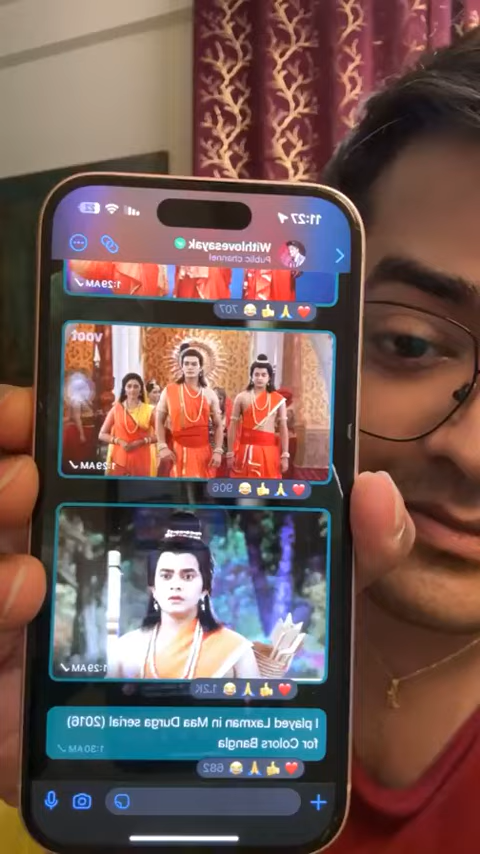 11:27
22
Withlovesayak
Public channel
1:29 AM
❤️🙏👍😂 707
voot
1:29 AM
❤️🙏👍😂 906
1:29 AM
❤️👍🙏😂 1.2K
I played Laxman in Maa Durga serial (2016)
for Colors Bangla
1:30 AM
❤️👍🙏😂 682